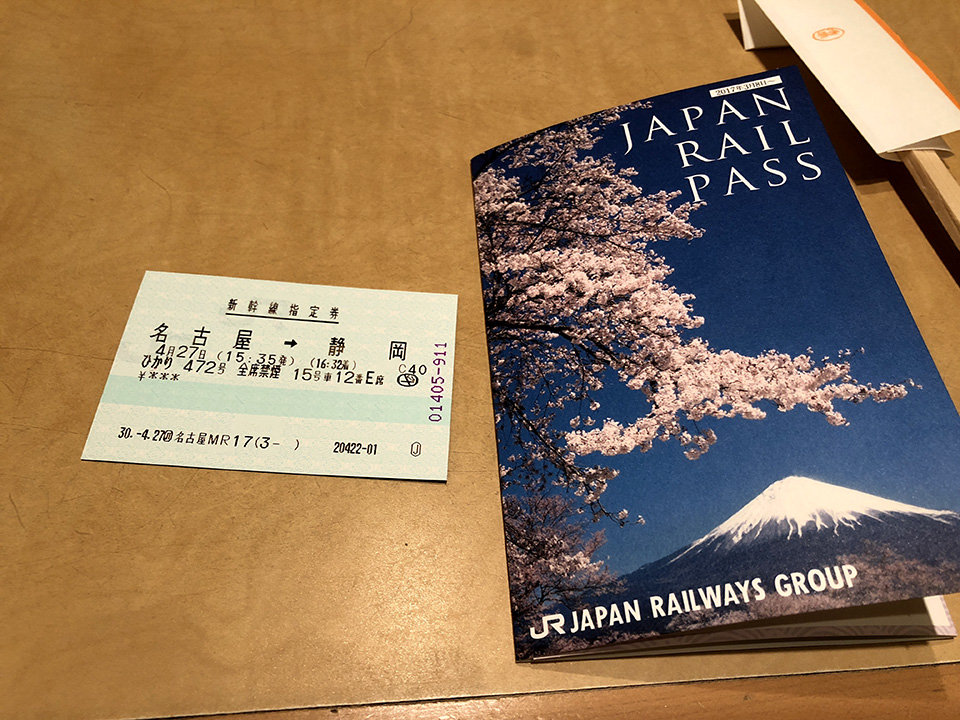 新幹線指定券
名古屋 → 静岡
4月27日 (15:35発) (16:32着) C40
ひかり 472号 全席禁煙 15号車12番E席
¥***
01405-911
30.-4.27 名古屋MR17(3- ) 20422-01
2017年3月8日~
JAPAN
RAIL
PASS
JR JAPAN RAILWAYS GROUP